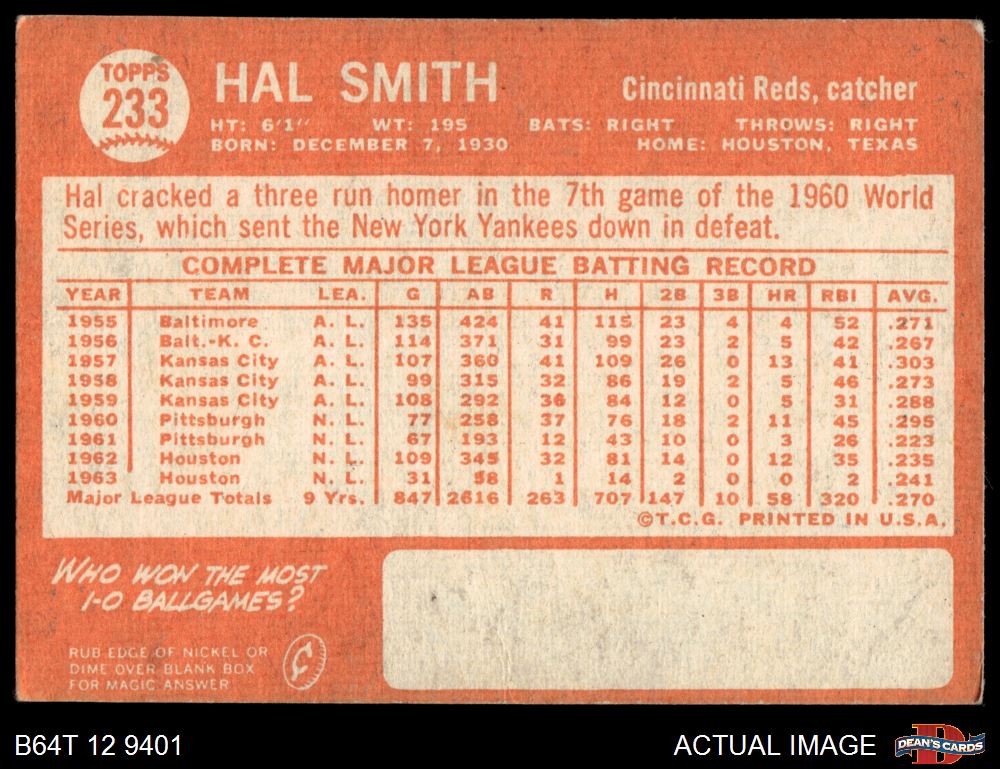 TOPPS
233
HAL SMITH
Cincinnati Reds, catcher
HT: 6'1" WT: 195 BATS: RIGHT THROWS: RIGHT
BORN: DECEMBER 7, 1930 HOME: HOUSTON, TEXAS
Hal cracked a three run homer in the 7th game of the 1960 World
Series, which sent the New York Yankees down in defeat.
COMPLETE MAJOR LEAGUE BATTING RECORD
YEAR TEAM LEA. G AB R H 2B 3B HR RBI AVG.
1955 Baltimore A. L. 135 424 41 115 23 4 4 52 .271
1956 Balt.-K. C. A. L. 114 371 31 99 23 2 5 42 .267
1957 Kansas City A. L. 107 360 41 109 26 0 13 41 .303
1958 Kansas City A. L. 99 315 32 86 19 2 5 46 .273
1959 Kansas City A. L. 108 292 36 84 12 0 5 31 .288
1960 Pittsburgh N. L. 77 258 37 76 18 2 11 45 .295
1961 Pittsburgh N. L. 67 193 12 43 10 0 3 26 .223
1962 Houston N. L. 109 345 32 81 14 0 12 35 .235
1963 Houston N. L. 31 58 1 14 2 0 0 2 .241
Major League Totals 9 Yrs. 847 2616 263 707 147 10 58 320 .270
©T.C.G. PRINTED IN U.S.A.
WHO WON THE MOST
1-0 BALLGAMES?
RUB EDGE OF NICKEL OR
DIME OVER BLANK BOX
FOR MAGIC ANSWER
B64T 12 9401
ACTUAL IMAGE
DEAN'S CARDS